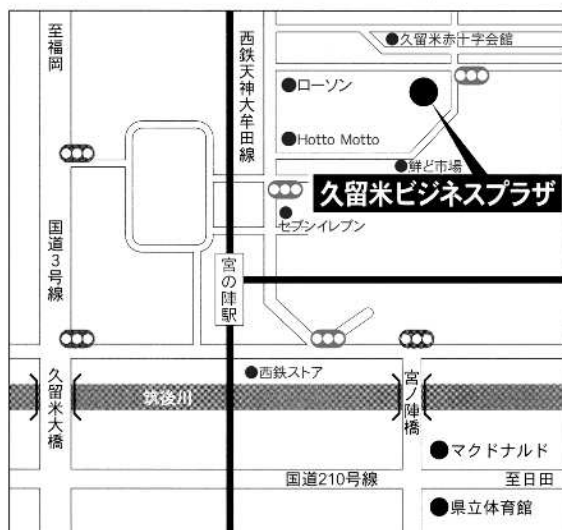 至福岡
西鉄天神大牟田線
久留米赤十字会館
ローソン
Hotto Motto
鮮ど市場
久留米ビジネスプラザ
セブンイレブン
国道3号線
宮の陣駅
西鉄ストア
久留米大橋
筑後川
宮ノ陣橋
マクドナルド
国道210号線
至日田
県立体育館